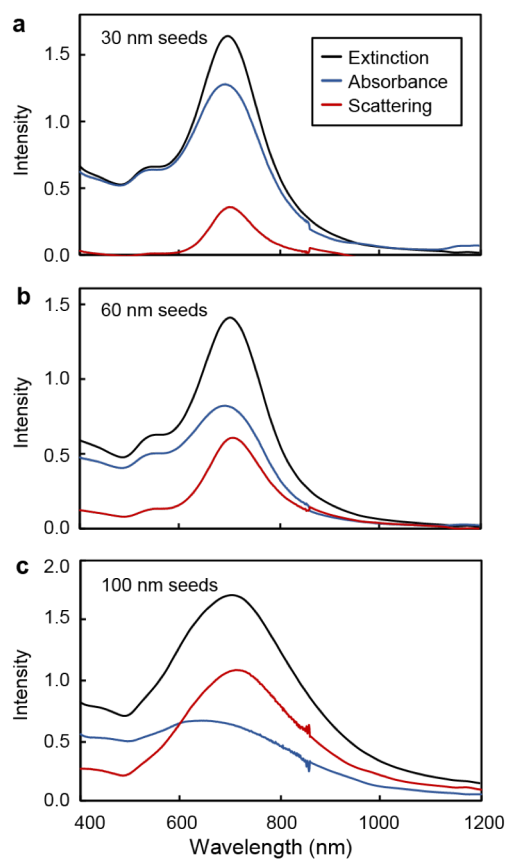 a
30 nm seeds
Extinction
Absorbance
Scattering
Intensity
1.5
1.0
0.5
0.0
b
60 nm seeds
Intensity
1.5
1.0
0.5
0.0
c
100 nm seeds
Intensity
2.0
1.5
1.0
0.5
0.0
400 600 800 1000 1200
Wavelength (nm)